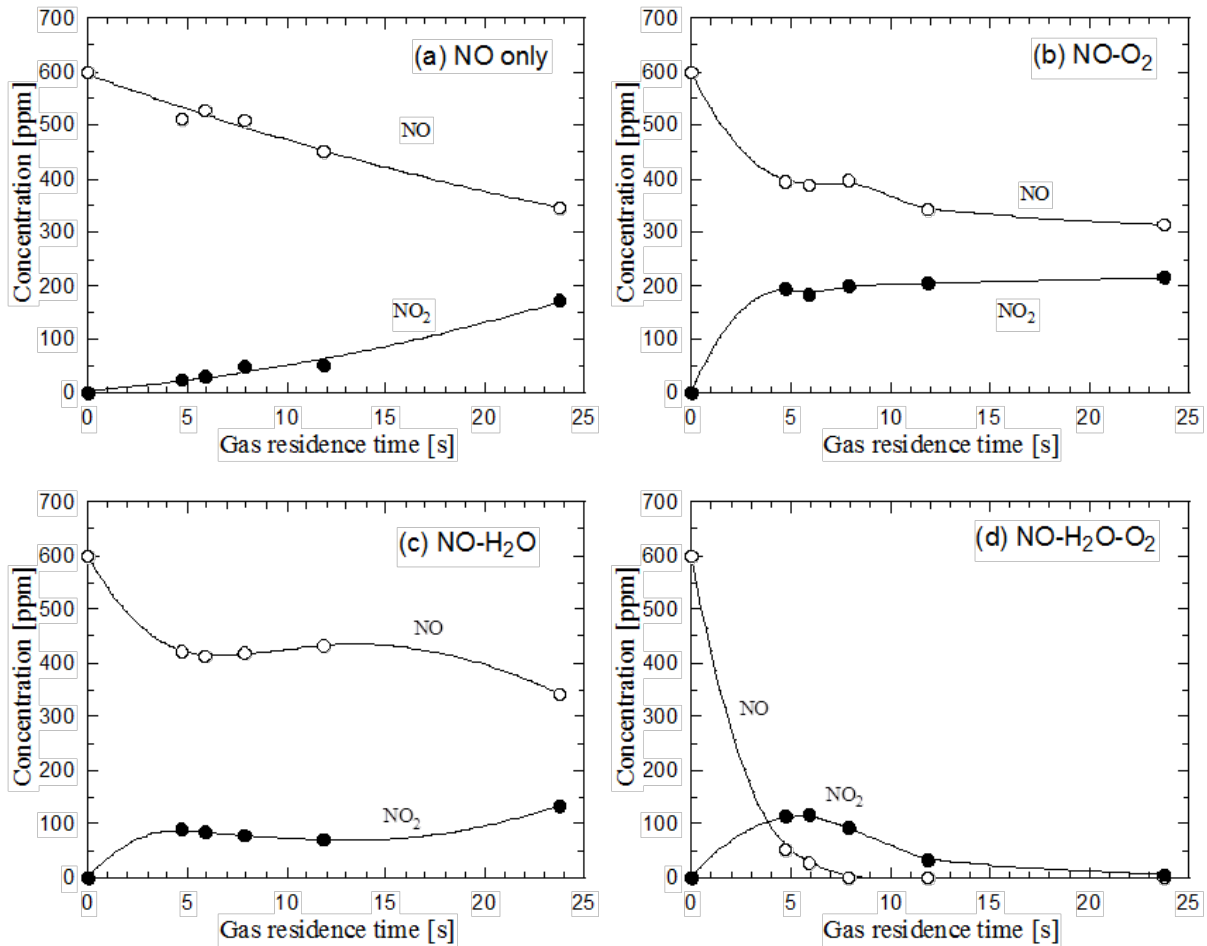 (a) NO only
Concentration [ppm]
700
600
500
400
300
200
100
0
NO
NO2
0 5 10 15 20 25
Gas residence time [s]
(b) NO-O2
Concentration [ppm]
700
600
500
400
300
200
100
0
NO
NO2
0 5 10 15 20 25
Gas residence time [s]
(c) NO-H2O
Concentration [ppm]
700
600
500
400
300
200
100
0
NO
NO2
0 5 10 15 20 25
Gas residence time [s]
(d) NO-H2O-O2
Concentration [ppm]
700
600
500
400
300
200
100
0
NO
NO2
0 5 10 15 20 25
Gas residence time [s]